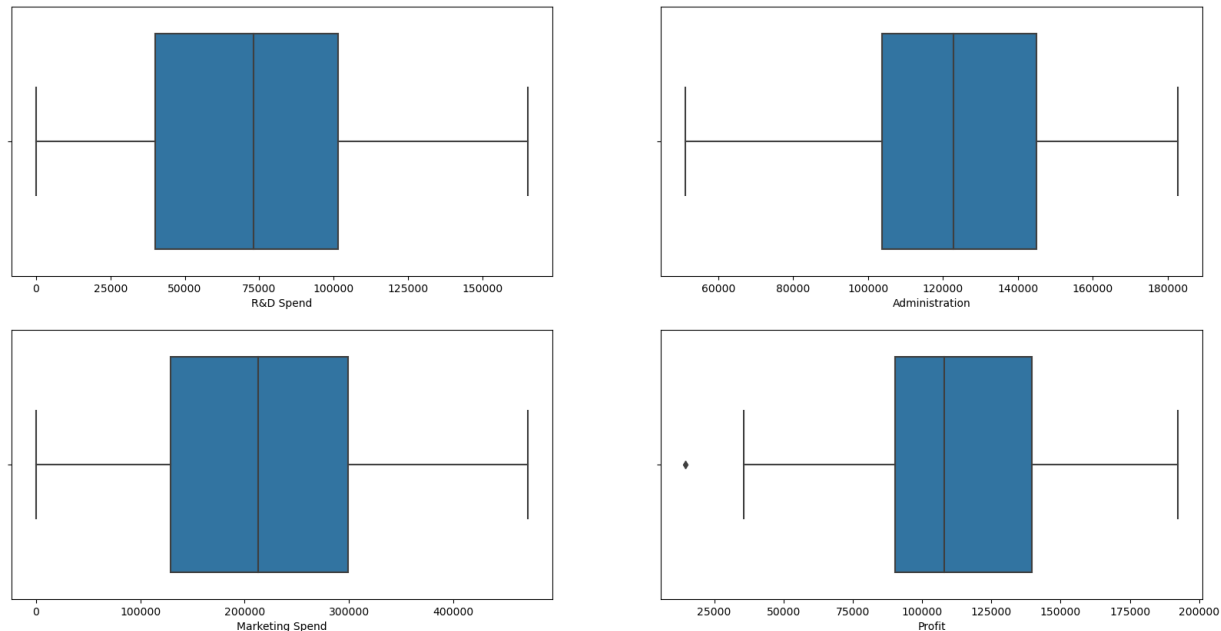 0 25000 50000 75000 100000 125000 150000
R&D Spend
60000 80000 100000 120000 140000 160000 180000
Administration
0 100000 200000 300000 400000
Marketing Spend
25000 50000 75000 100000 125000 150000 175000 200000
Profit